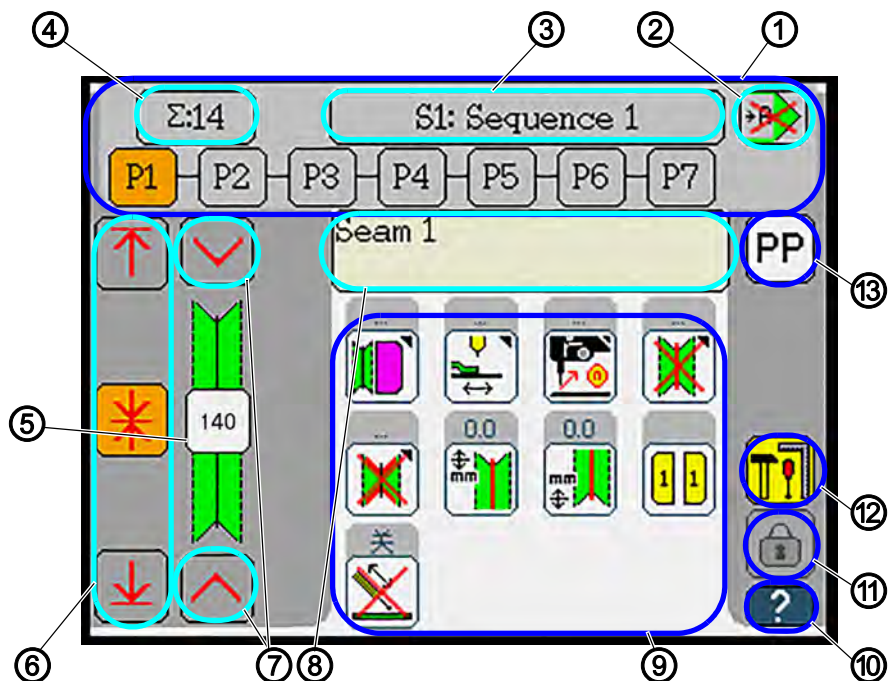 ④ ③ ② ①
Σ:14 S1: Sequence 1 A
P1 P2 P3 P4 P5 P6 P7
Seam 1 PP
⑬
... ... ... ...
⑤ 140
... 0.0 0.0
mm mm 1 1
⑫
关
⑪
?
⑥ ⑦ ⑧ ⑨ ⑩